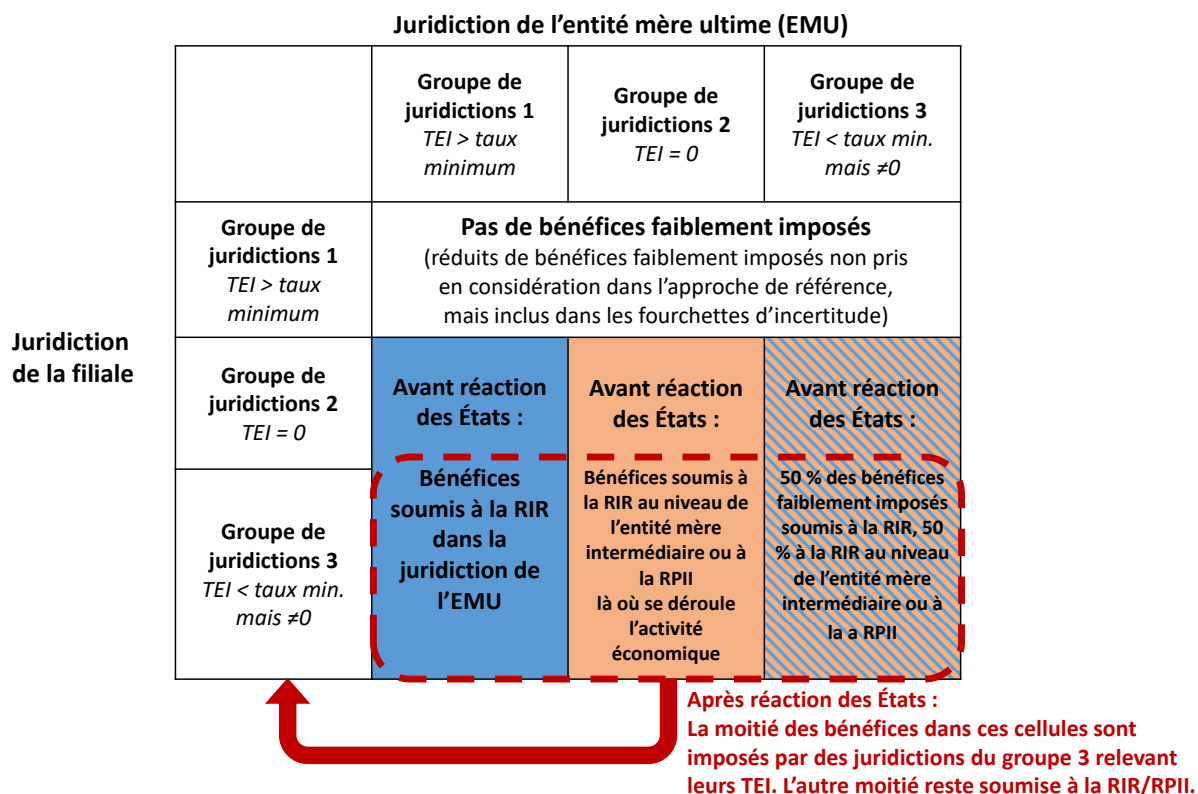 Juridiction de l'entité mère ultime (EMU)
Groupe de
juridictions 1
TEI > taux
minimum
Groupe de
juridictions 2
TEI = 0
Groupe de
juridictions 3
TEI < taux min.
mais ≠0
Juridiction
de la filiale
Groupe de
juridictions 1
TEI > taux
minimum
Pas de bénéfices faiblement imposés
(réduits de bénéfices faiblement imposés non pris
en considération dans l'approche de référence,
mais inclus dans les fourchettes d'incertitude)
Groupe de
juridictions 2
TEI = 0
Groupe de
juridictions 3
TEI < taux min.
mais ≠0
Avant réaction
des États :
Bénéfices
soumis à la RIR
dans la
juridiction de
l'EMU
Avant réaction
des États :
Bénéfices soumis à
la RIR au niveau de
l'entité mère
intermédiaire ou à
la RPII
là où se déroule
l'activité
économique
Avant réaction
des États :
50 % des bénéfices
faiblement imposés
soumis à la RIR, 50
% à la RIR au niveau
de l'entité mère
intermédiaire ou à
la a RPII
Après réaction des États :
La moitié des bénéfices dans ces cellules sont
imposés par des juridictions du groupe 3 relevant
leurs TEI. L'autre moitié reste soumise à la RIR/RPII.